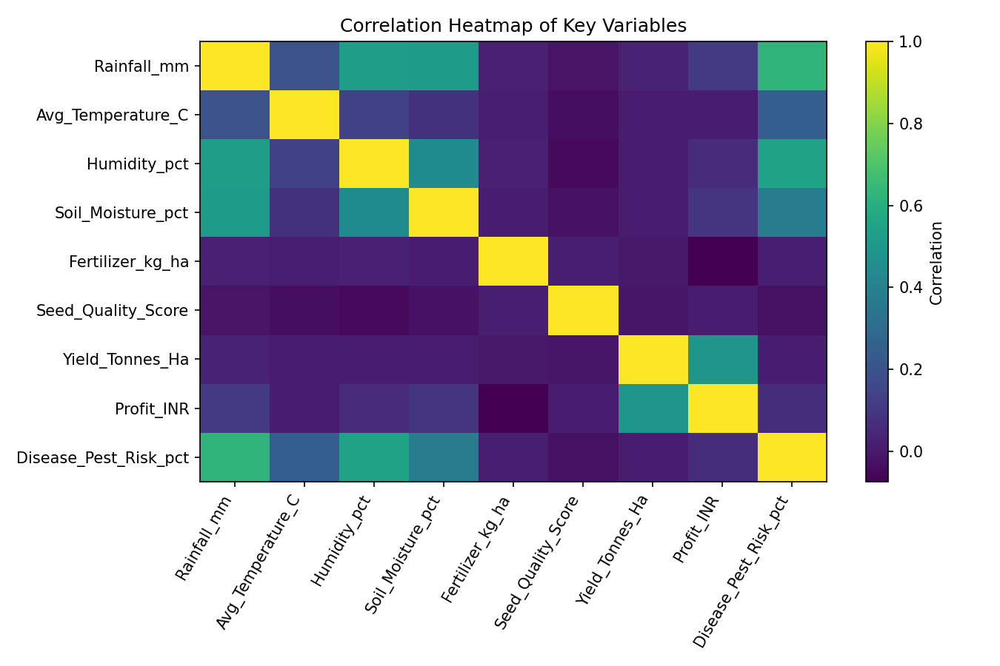 Correlation Heatmap of Key Variables
Rainfall_mm
Avg_Temperature_C
Humidity_pct
Soil_Moisture_pct
Fertilizer_kg_ha
Seed_Quality_Score
Yield_Tonnes_Ha
Profit_INR
Disease_Pest_Risk_pct
Rainfall_mm
Avg_Temperature_C
Humidity_pct
Soil_Moisture_pct
Fertilizer_kg_ha
Seed_Quality_Score
Yield_Tonnes_Ha
Profit_INR
Disease_Pest_Risk_pct
1.0
0.8
0.6
0.4
0.2
0.0
Correlation